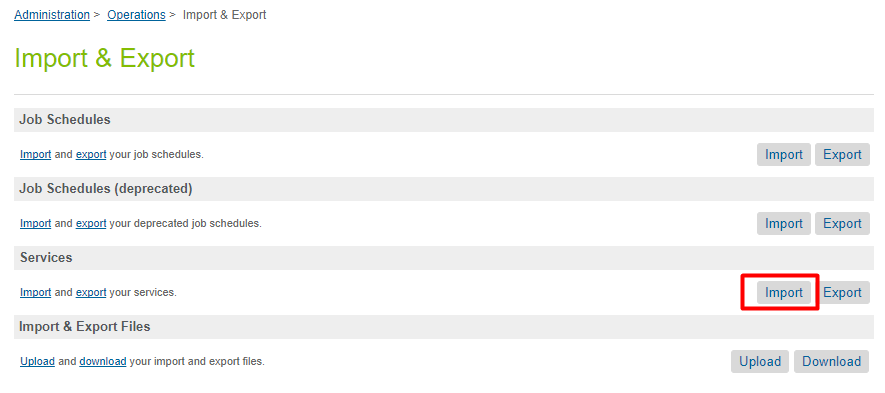 Administration > Operations > Import & Export
Import & Export
Job Schedules
Import and export your job schedules. Import Export
Job Schedules (deprecated)
Import and export your deprecated job schedules. Import Export
Services
Import and export your services. Import Export
Import & Export Files
Upload and download your import and export files. Upload Download